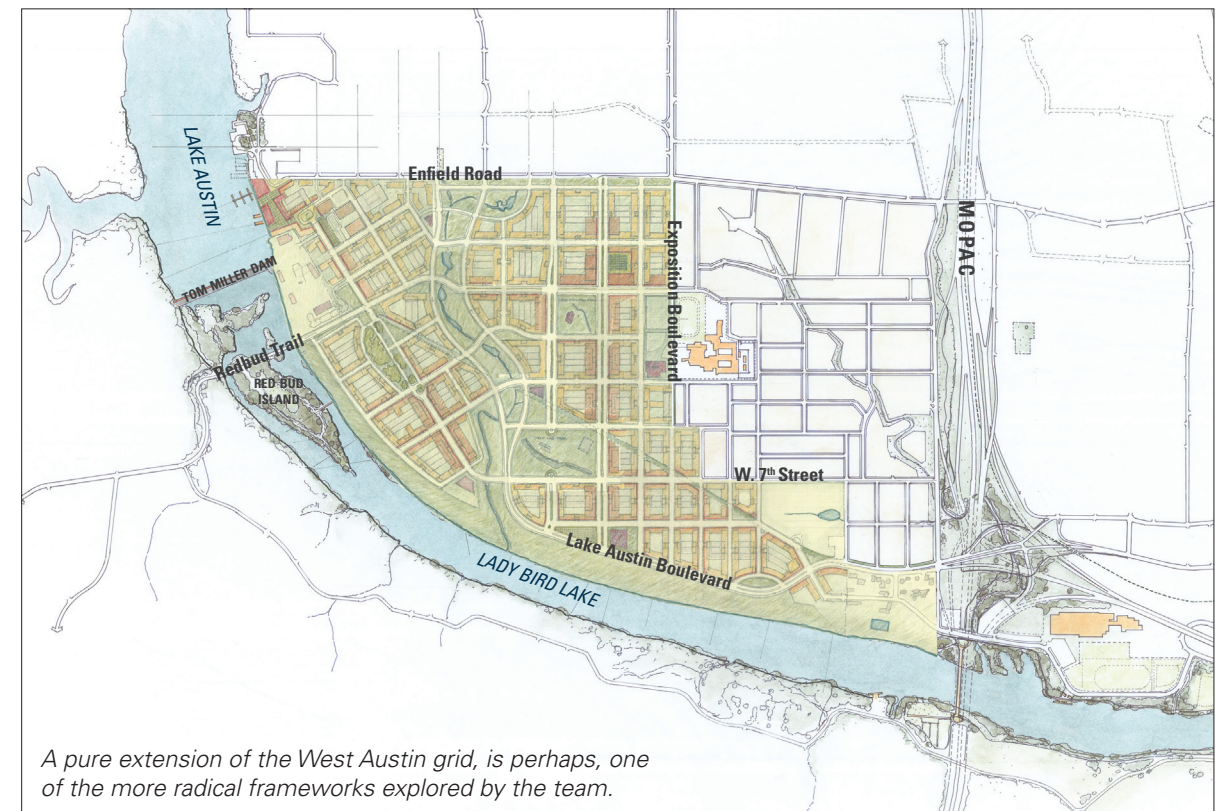 LAKE AUSTIN
Enfield Road
MOPAC
Exposition Boulevard
TOM MILLER DAM
Redbud Trail
RED BUD
ISLAND
W. 7th Street
Lake Austin Boulevard
LADY BIRD LAKE
A pure extension of the West Austin grid, is perhaps, one
of the more radical frameworks explored by the team.